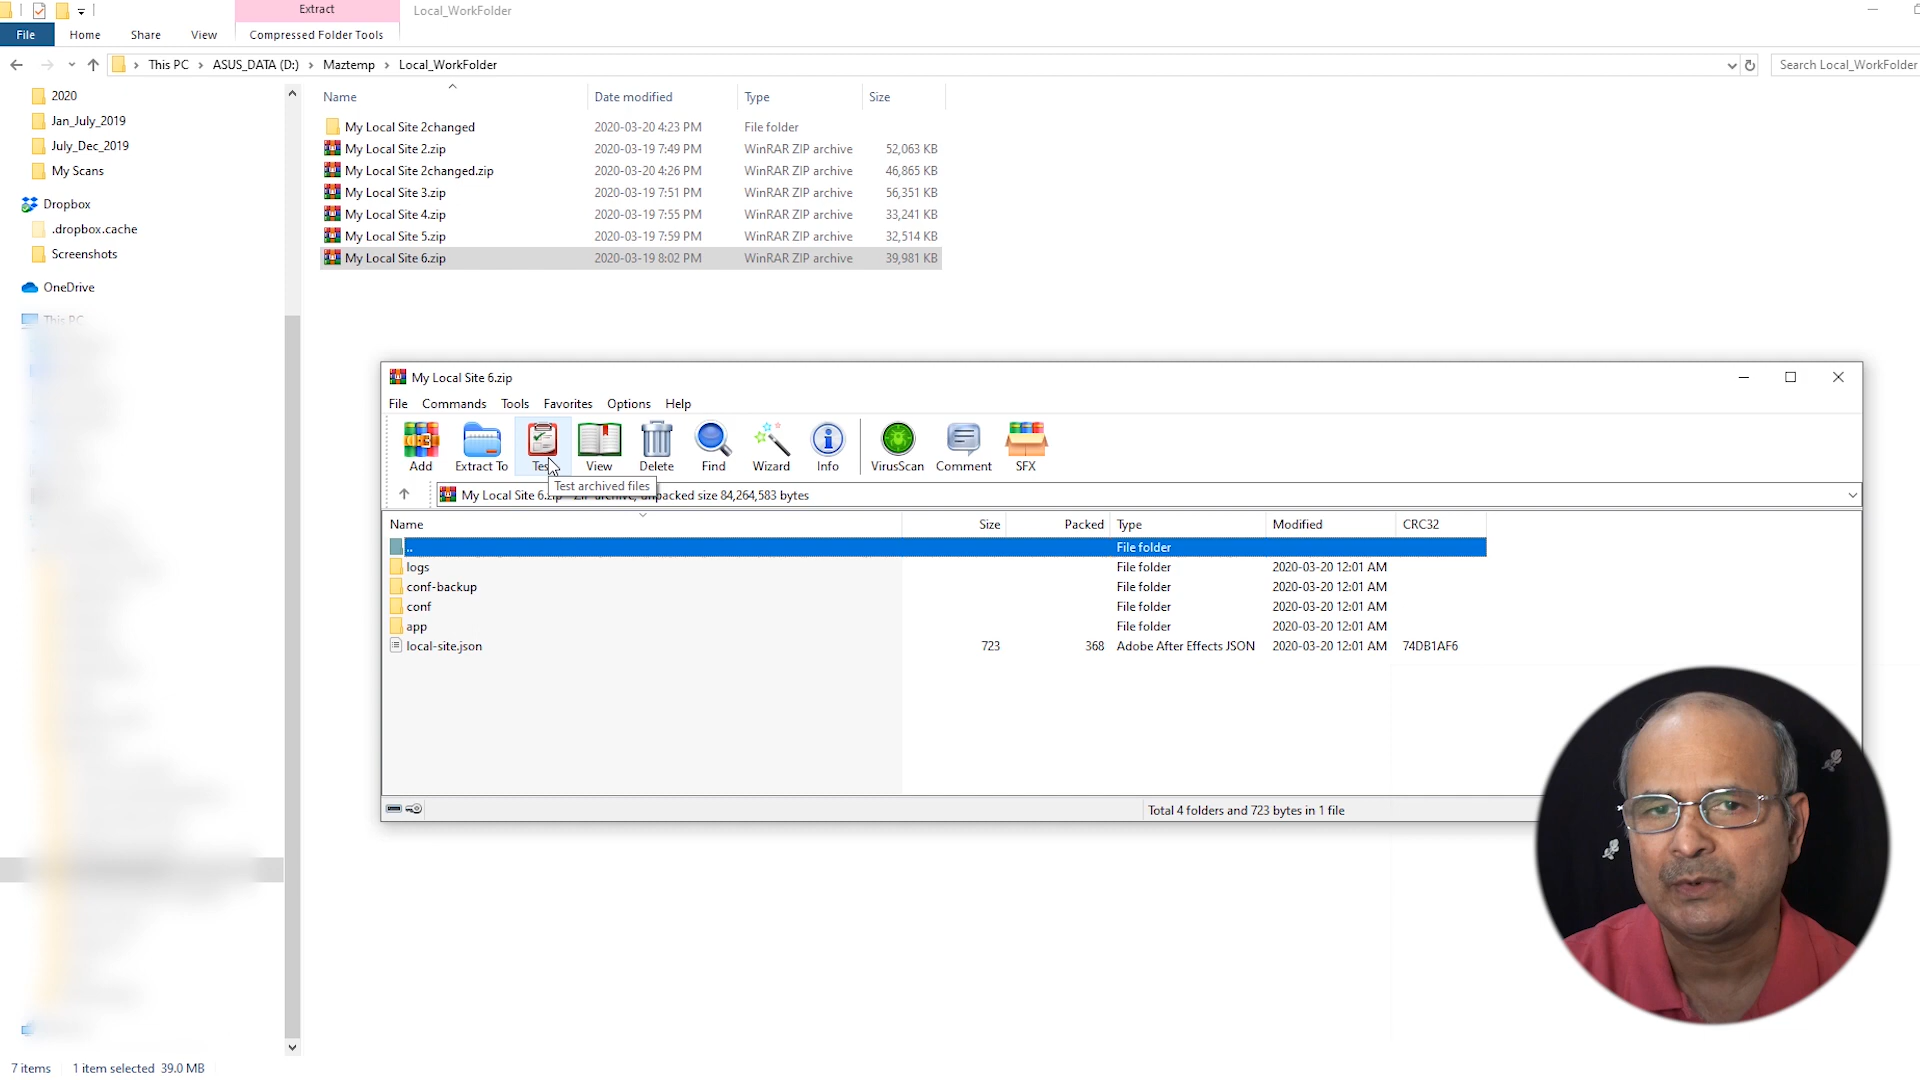 Extract
Local_WorkFolder
File Home Share View Compressed Folder Tools
This PC › ASUS_DATA (D:) › Maztemp › Local_WorkFolder
Search Local_WorkFolder
2020
Jan_July_2019
July_Dec_2019
My Scans
Dropbox
.dropbox.cache
Screenshots
OneDrive
This PC
Name Date modified Type Size
My Local Site 2changed 2020-03-20 4:23 PM File folder
My Local Site 2.zip 2020-03-19 7:49 PM WinRAR ZIP archive 52,063 KB
My Local Site 2changed.zip 2020-03-20 4:26 PM WinRAR ZIP archive 46,865 KB
My Local Site 3.zip 2020-03-19 7:51 PM WinRAR ZIP archive 56,351 KB
My Local Site 4.zip 2020-03-19 7:55 PM WinRAR ZIP archive 33,241 KB
My Local Site 5.zip 2020-03-19 7:59 PM WinRAR ZIP archive 32,514 KB
My Local Site 6.zip 2020-03-19 8:02 PM WinRAR ZIP archive 39,981 KB
My Local Site 6.zip
File Commands Tools Options Favorites Options Help
Add Extract To Test View Delete Find Wizard Info VirusScan Comment SFX
Test archived files
My Local Site 6.zip - ZIP archive, unpacked size 84,264,583 bytes
Name Size Packed Type Modified CRC32
.. File folder
logs File folder 2020-03-20 12:01 AM
conf-backup File folder 2020-03-20 12:01 AM
conf File folder 2020-03-20 12:01 AM
app File folder 2020-03-20 12:01 AM
local-site.json 723 368 Adobe After Effects JSON 2020-03-20 12:01 AM 74DB1AF6
Total 4 folders and 723 bytes in 1 file
7 items 1 item selected 39.0 MB